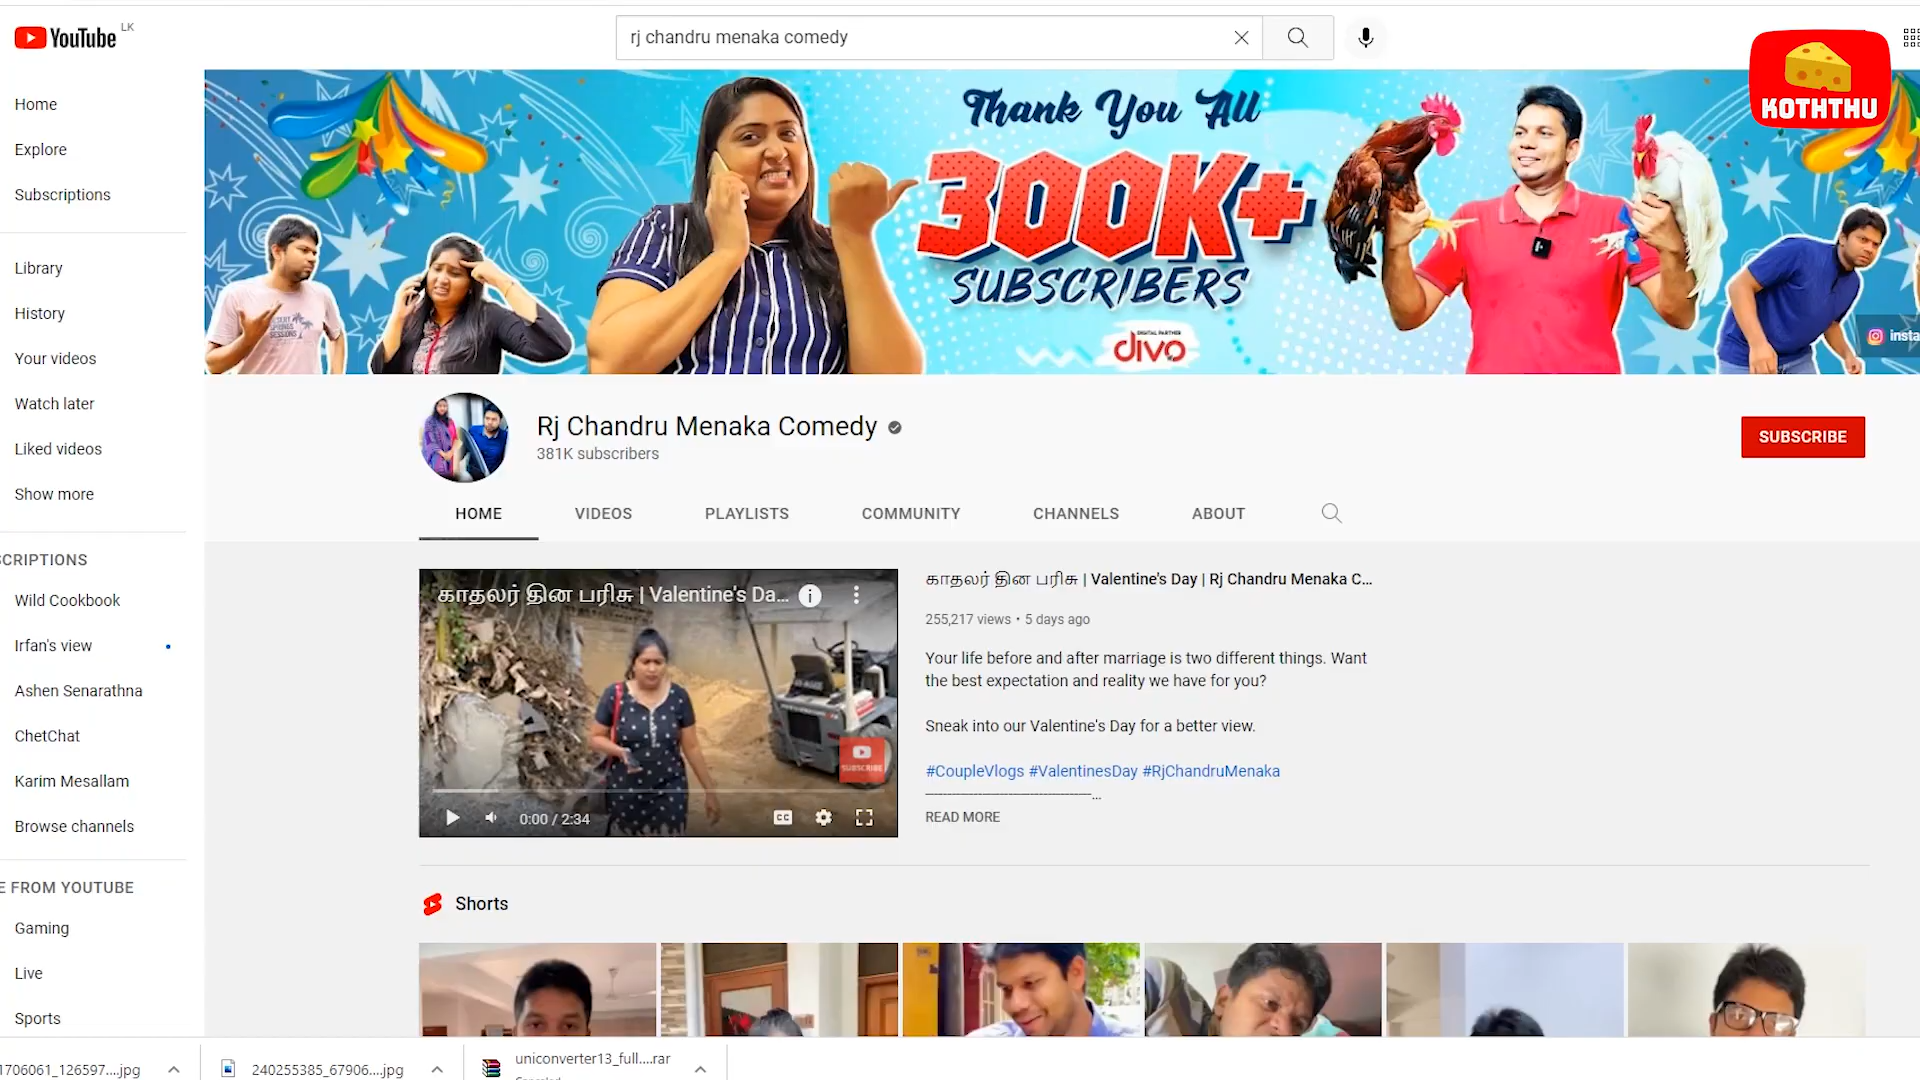 YouTube LK
rj chandru menaka comedy
KOTHTHU
Home
Explore
Subscriptions
Library
History
Your videos
Watch later
Liked videos
Show more
SCRIPTIONS
Wild Cookbook
Irfan's view
Ashen Senarathna
ChetChat
Karim Mesallam
Browse channels
E FROM YOUTUBE
Gaming
Live
Sports
Thank You All
300K+
SUBSCRIBERS
DIGITAL PARTNER
divo
insta
Rj Chandru Menaka Comedy
381K subscribers
SUBSCRIBE
HOME VIDEOS PLAYLISTS COMMUNITY CHANNELS ABOUT
காதலர் தின பரிசு | Valentine's Da...
SUBSCRIBE
0:00 / 2:34
CC
காதலர் தின பரிசு | Valentine's Day | Rj Chandru Menaka C...
255,217 views • 5 days ago
Your life before and after marriage is two different things. Want
the best expectation and reality we have for you?
Sneak into our Valentine's Day for a better view.
#CoupleVlogs #ValentinesDay #RjChandruMenaka
READ MORE
Shorts
1706061_126597....jpg
240255385_67906....jpg
uniconverter13_full....rar